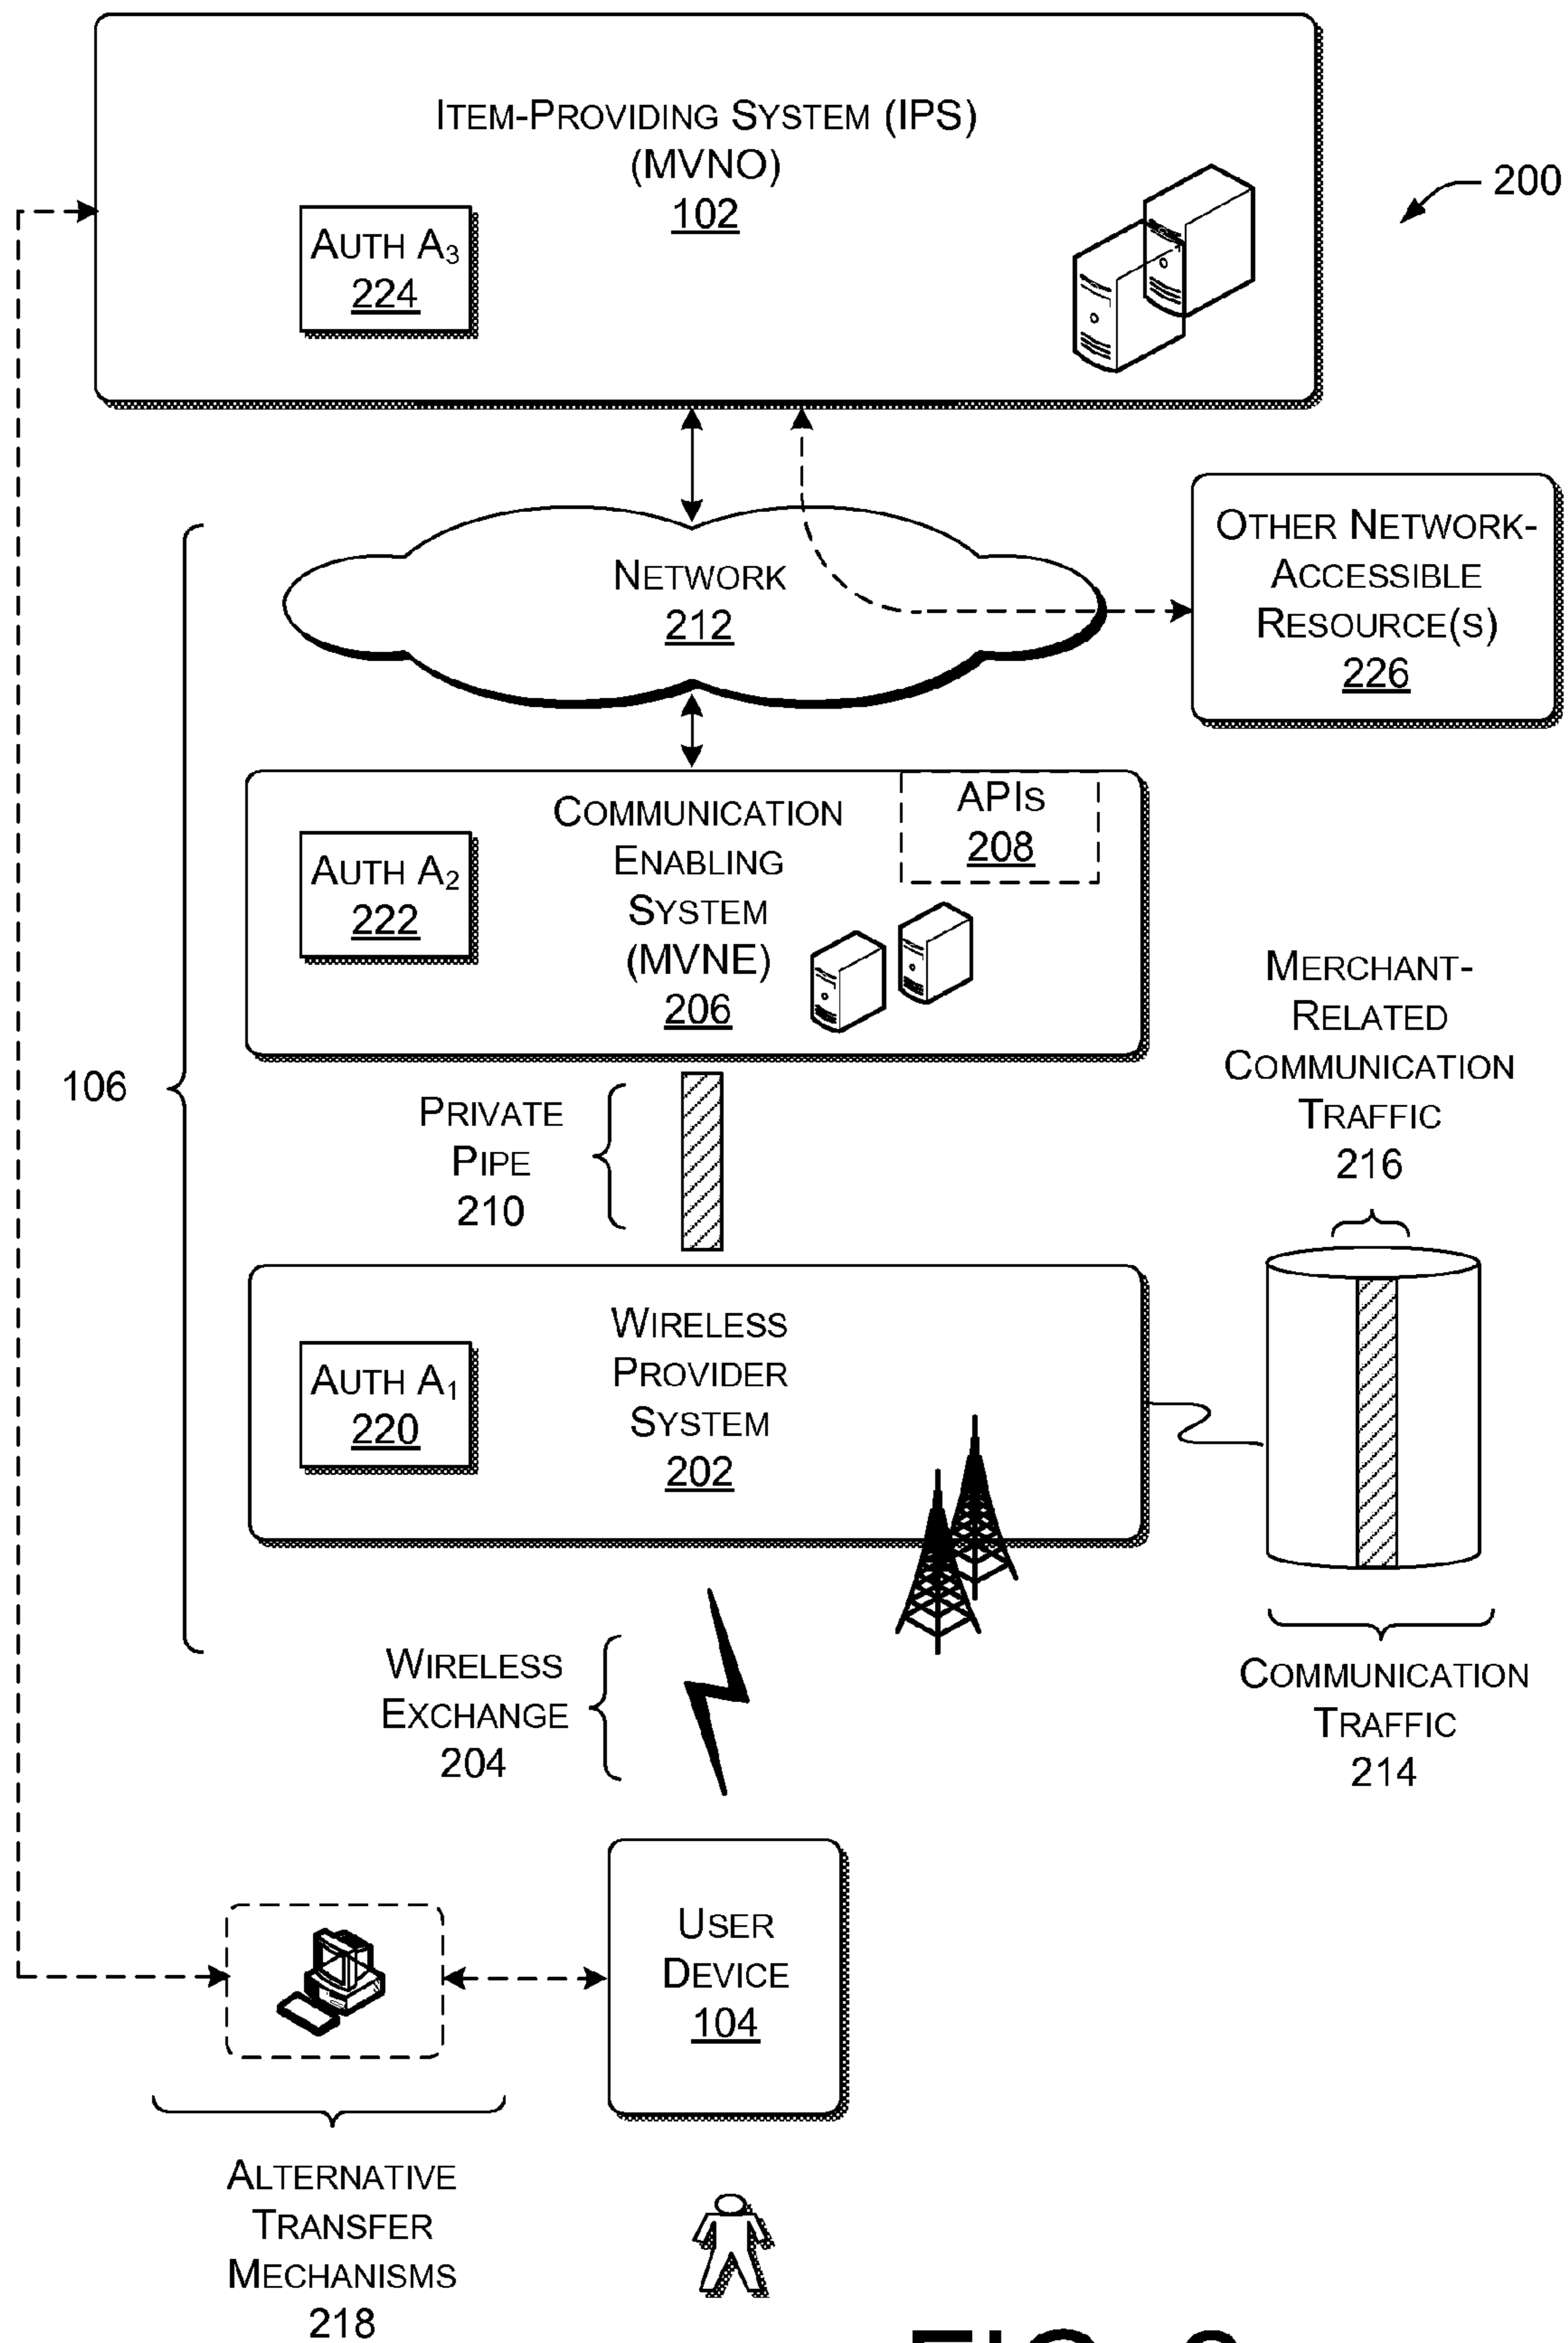 ITEM-PROVIDING SYSTEM (IPS)
(MVNO)
102
200
AUTH A3
224
OTHER NETWORK-
ACCESSIBLE
RESOURCE(S)
226
NETWORK
212
COMMUNICATION
ENABLING
SYSTEM
(MVNE)
206
APIS
208
AUTH A2
222
MERCHANT-
RELATED
COMMUNICATION
TRAFFIC
216
106
PRIVATE
PIPE
210
WIRELESS
PROVIDER
SYSTEM
202
AUTH A1
220
WIRELESS
EXCHANGE
204
COMMUNICATION
TRAFFIC
214
USER
DEVICE
104
ALTERNATIVE
TRANSFER
MECHANISMS
218